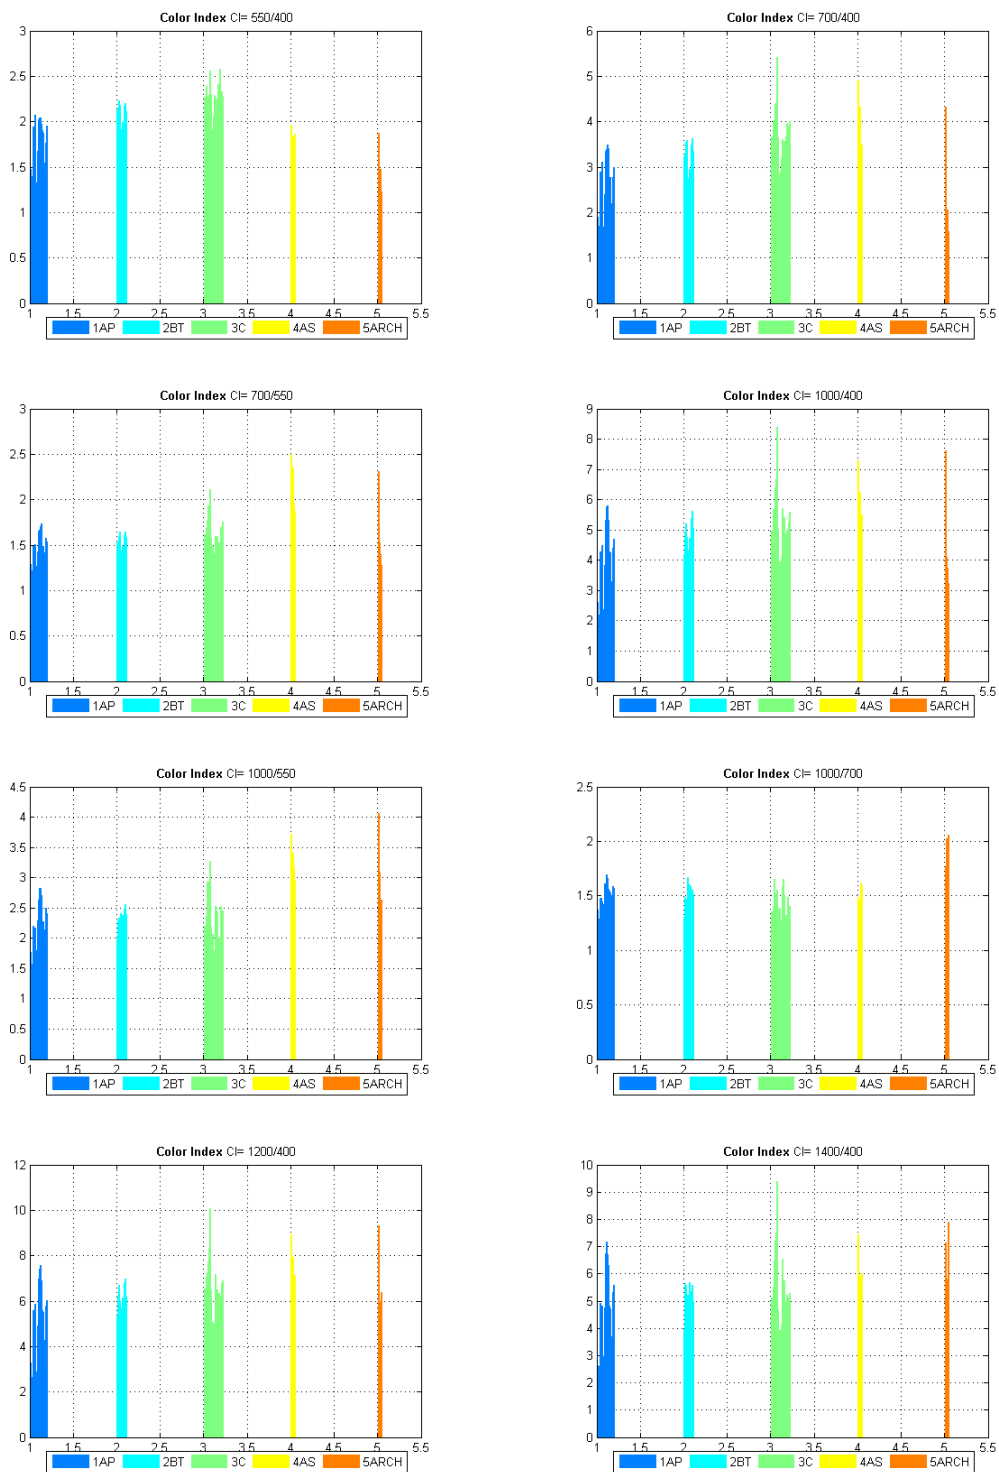 Color Index CI= 550/400
3
2.5
2
1.5
1
0.5
0
1 1.5 2 2.5 3 3.5 4 4.5 5 5.5
1AP 2BT 3C 4AS 5ARCH
Color Index CI= 700/400
6
5
4
3
2
1
0
1 1.5 2 2.5 3 3.5 4 4.5 5 5.5
1AP 2BT 3C 4AS 5ARCH
Color Index CI= 700/550
3
2.5
2
1.5
1
0.5
0
1 1.5 2 2.5 3 3.5 4 4.5 5 5.5
1AP 2BT 3C 4AS 5ARCH
Color Index CI= 1000/400
9
8
7
6
5
4
3
2
1
0
1 1.5 2 2.5 3 3.5 4 4.5 5 5.5
1AP 2BT 3C 4AS 5ARCH
Color Index CI= 1000/550
4.5
4
3.5
3
2.5
2
1.5
1
0.5
0
1 1.5 2 2.5 3 3.5 4 4.5 5 5.5
1AP 2BT 3C 4AS 5ARCH
Color Index CI= 1000/700
2.5
2
1.5
1
0.5
0
1 1.5 2 2.5 3 3.5 4 4.5 5 5.5
1AP 2BT 3C 4AS 5ARCH
Color Index CI= 1200/400
12
10
8
6
4
2
0
1 1.5 2 2.5 3 3.5 4 4.5 5 5.5
1AP 2BT 3C 4AS 5ARCH
Color Index CI= 1400/400
10
9
8
7
6
5
4
3
2
1
0
1 1.5 2 2.5 3 3.5 4 4.5 5 5.5
1AP 2BT 3C 4AS 5ARCH